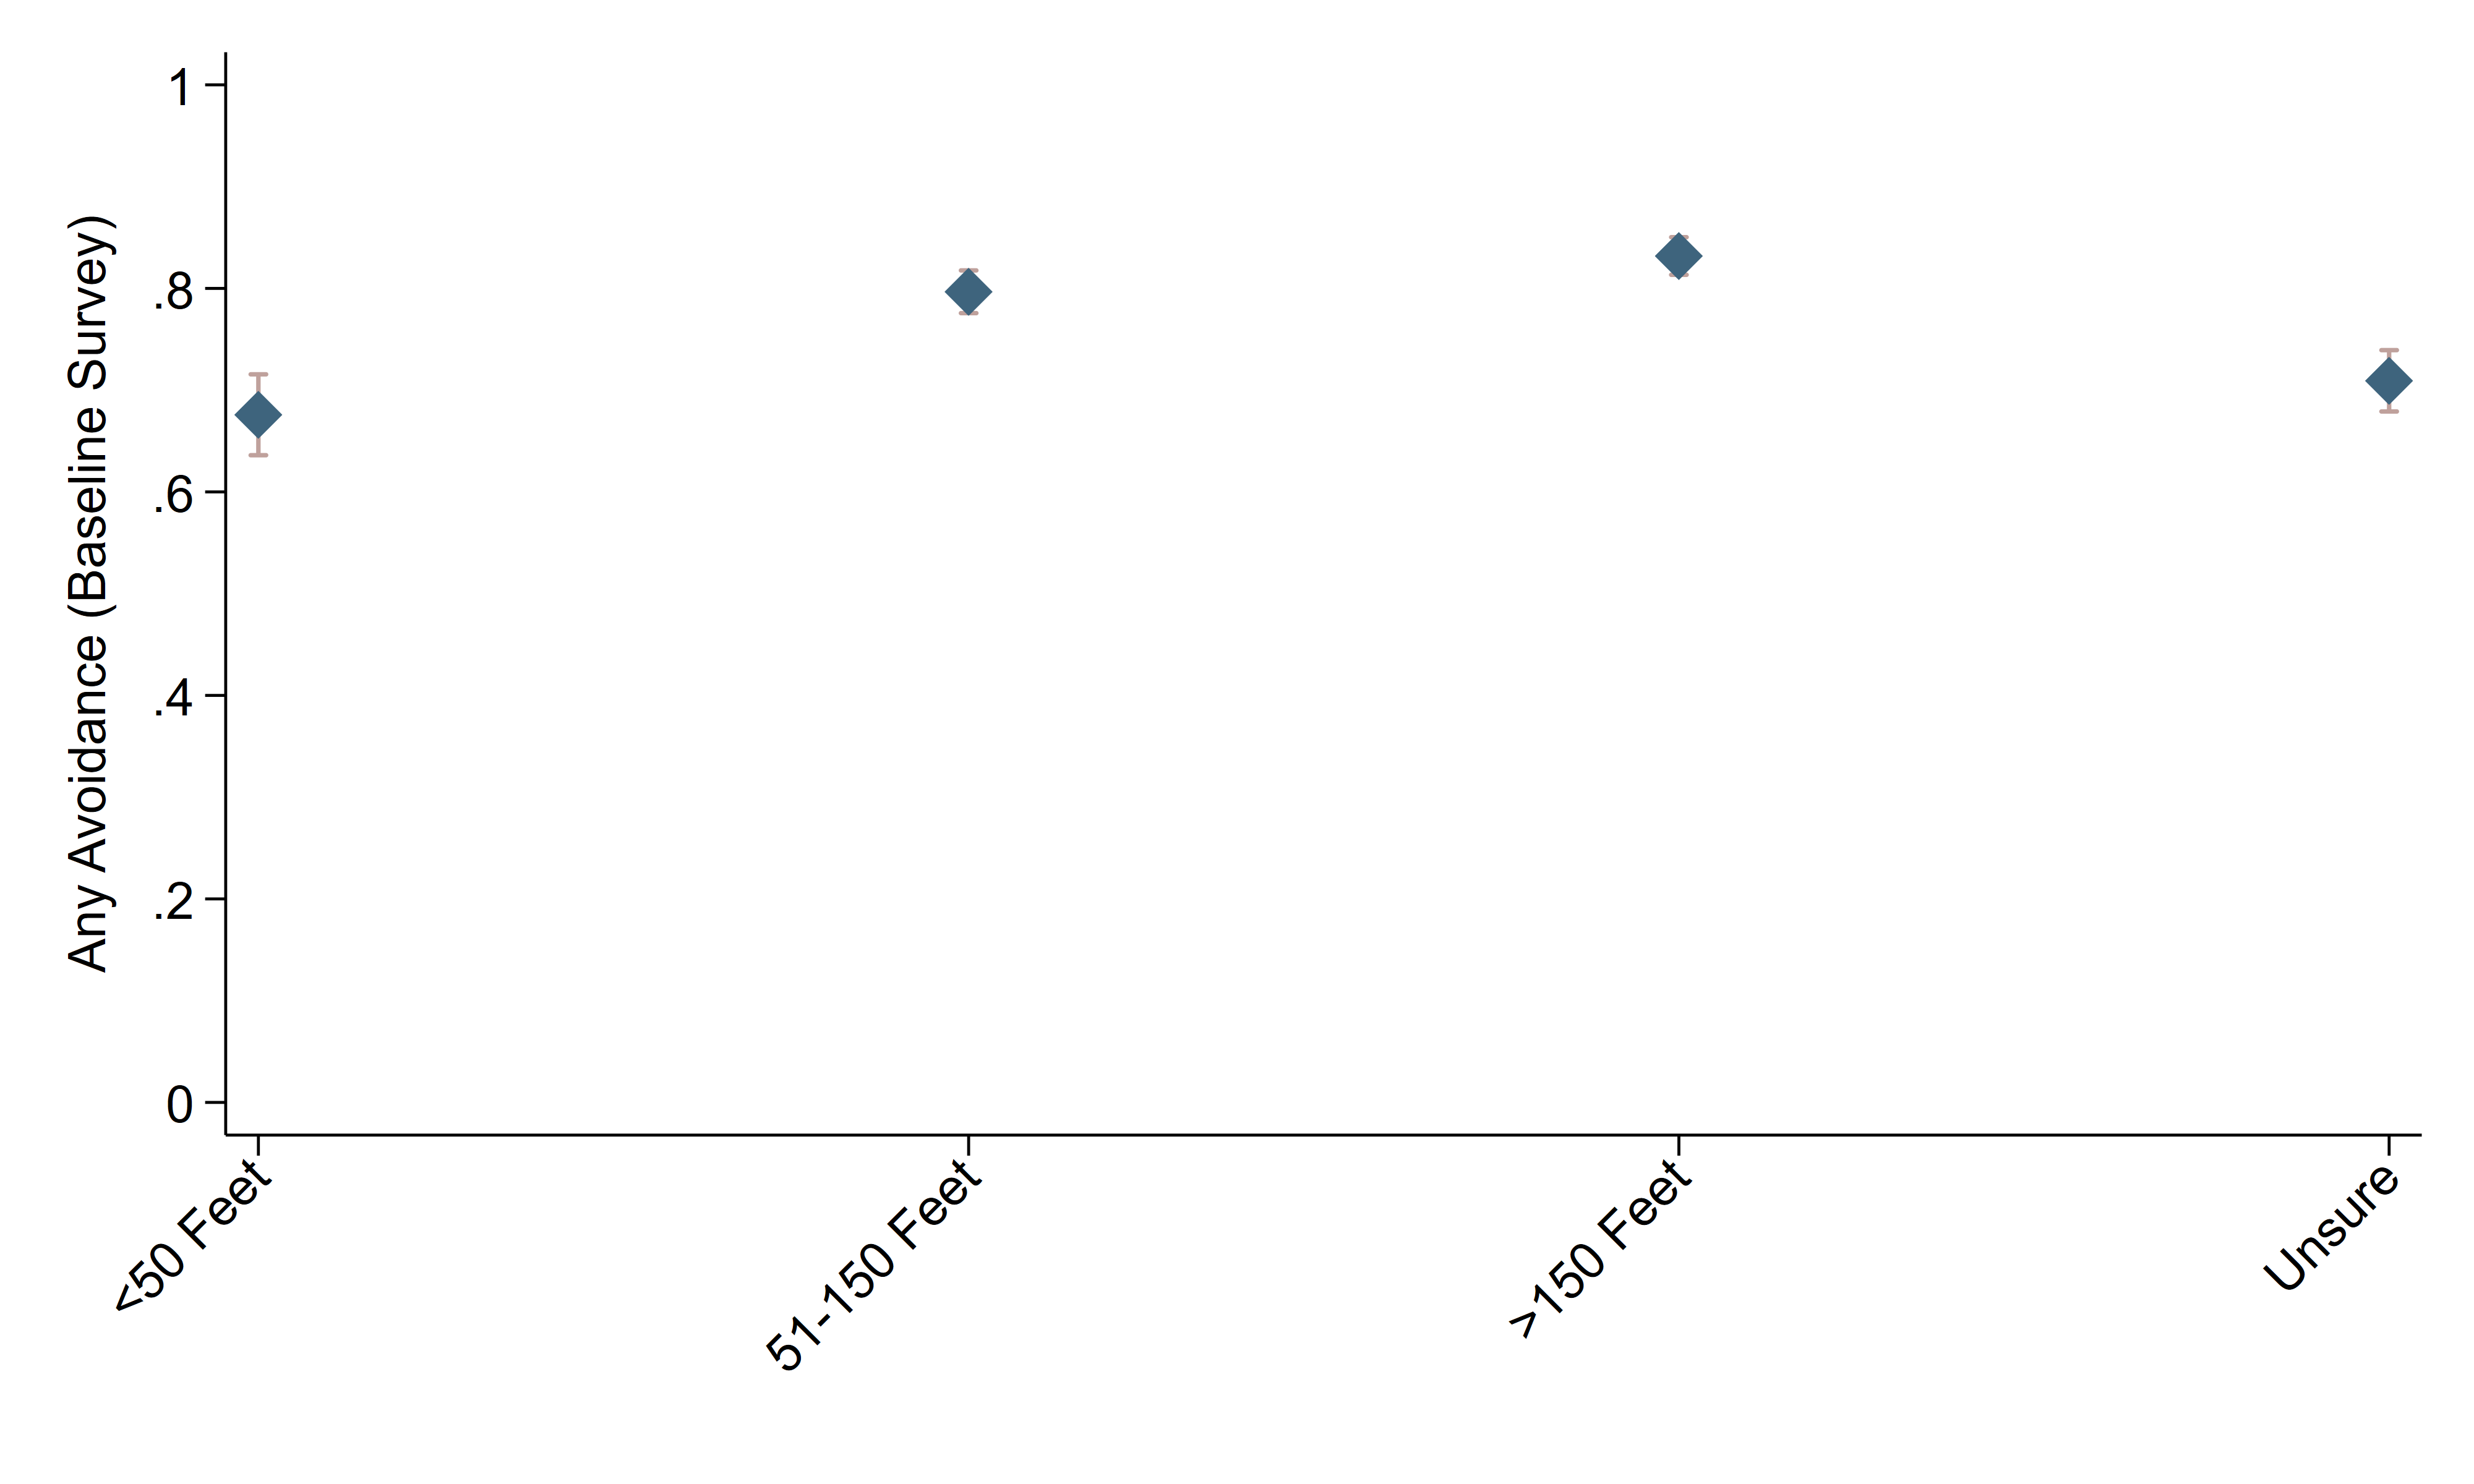 Any Avoidance (Baseline Survey)
1
.8
.6
.4
.2
0
<50 Feet
51-150 Feet
>150 Feet
Unsure